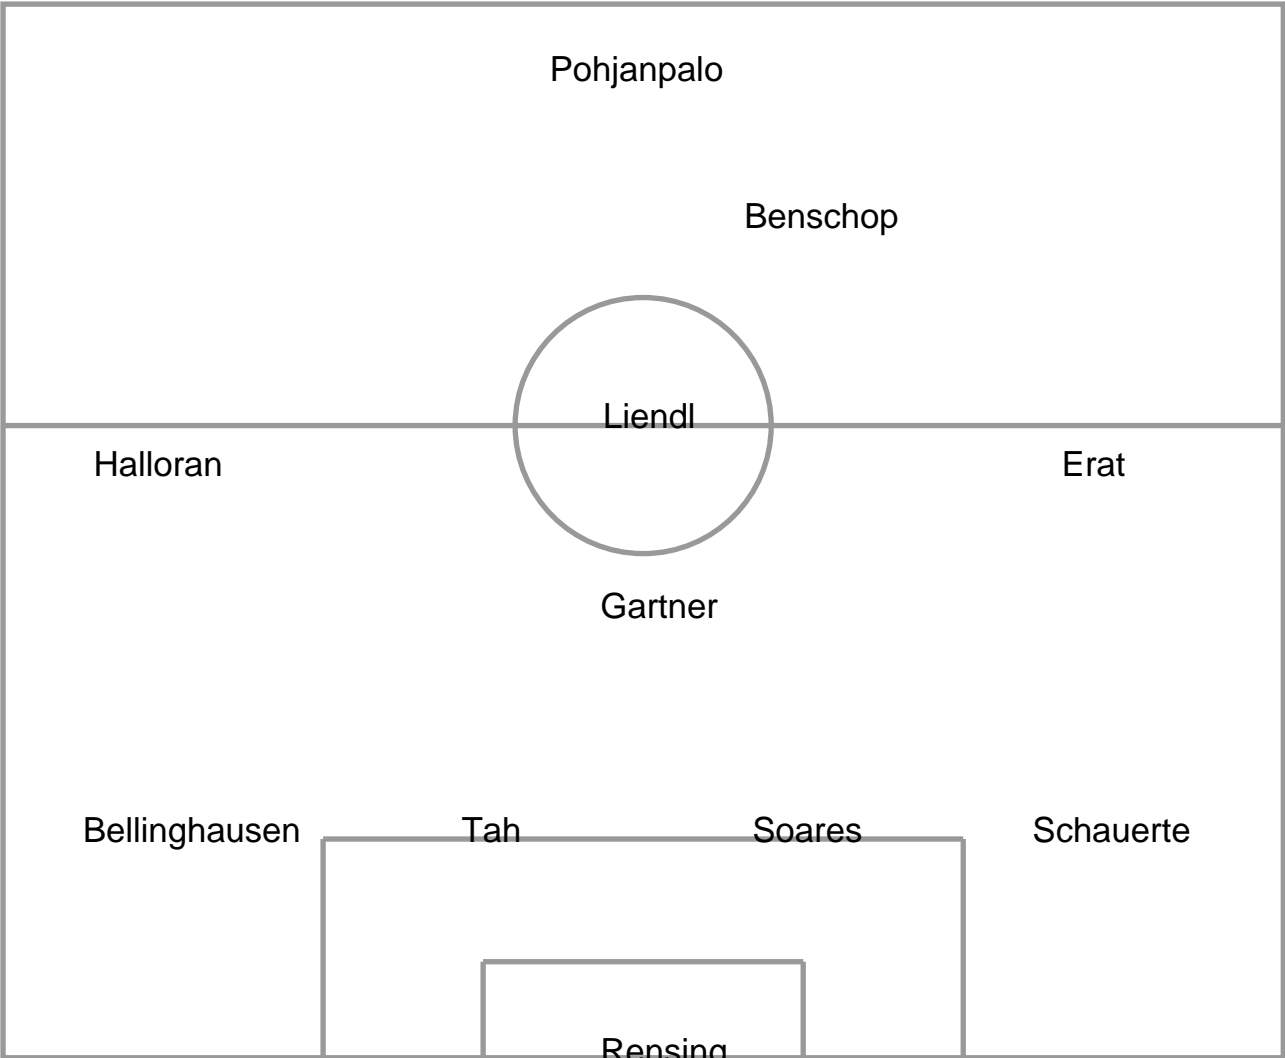 Pohjanpalo
Benschop
Liendl
Halloran
Erat
Gartner
Bellinghausen
Tah
Soares
Schauerte
Rensing